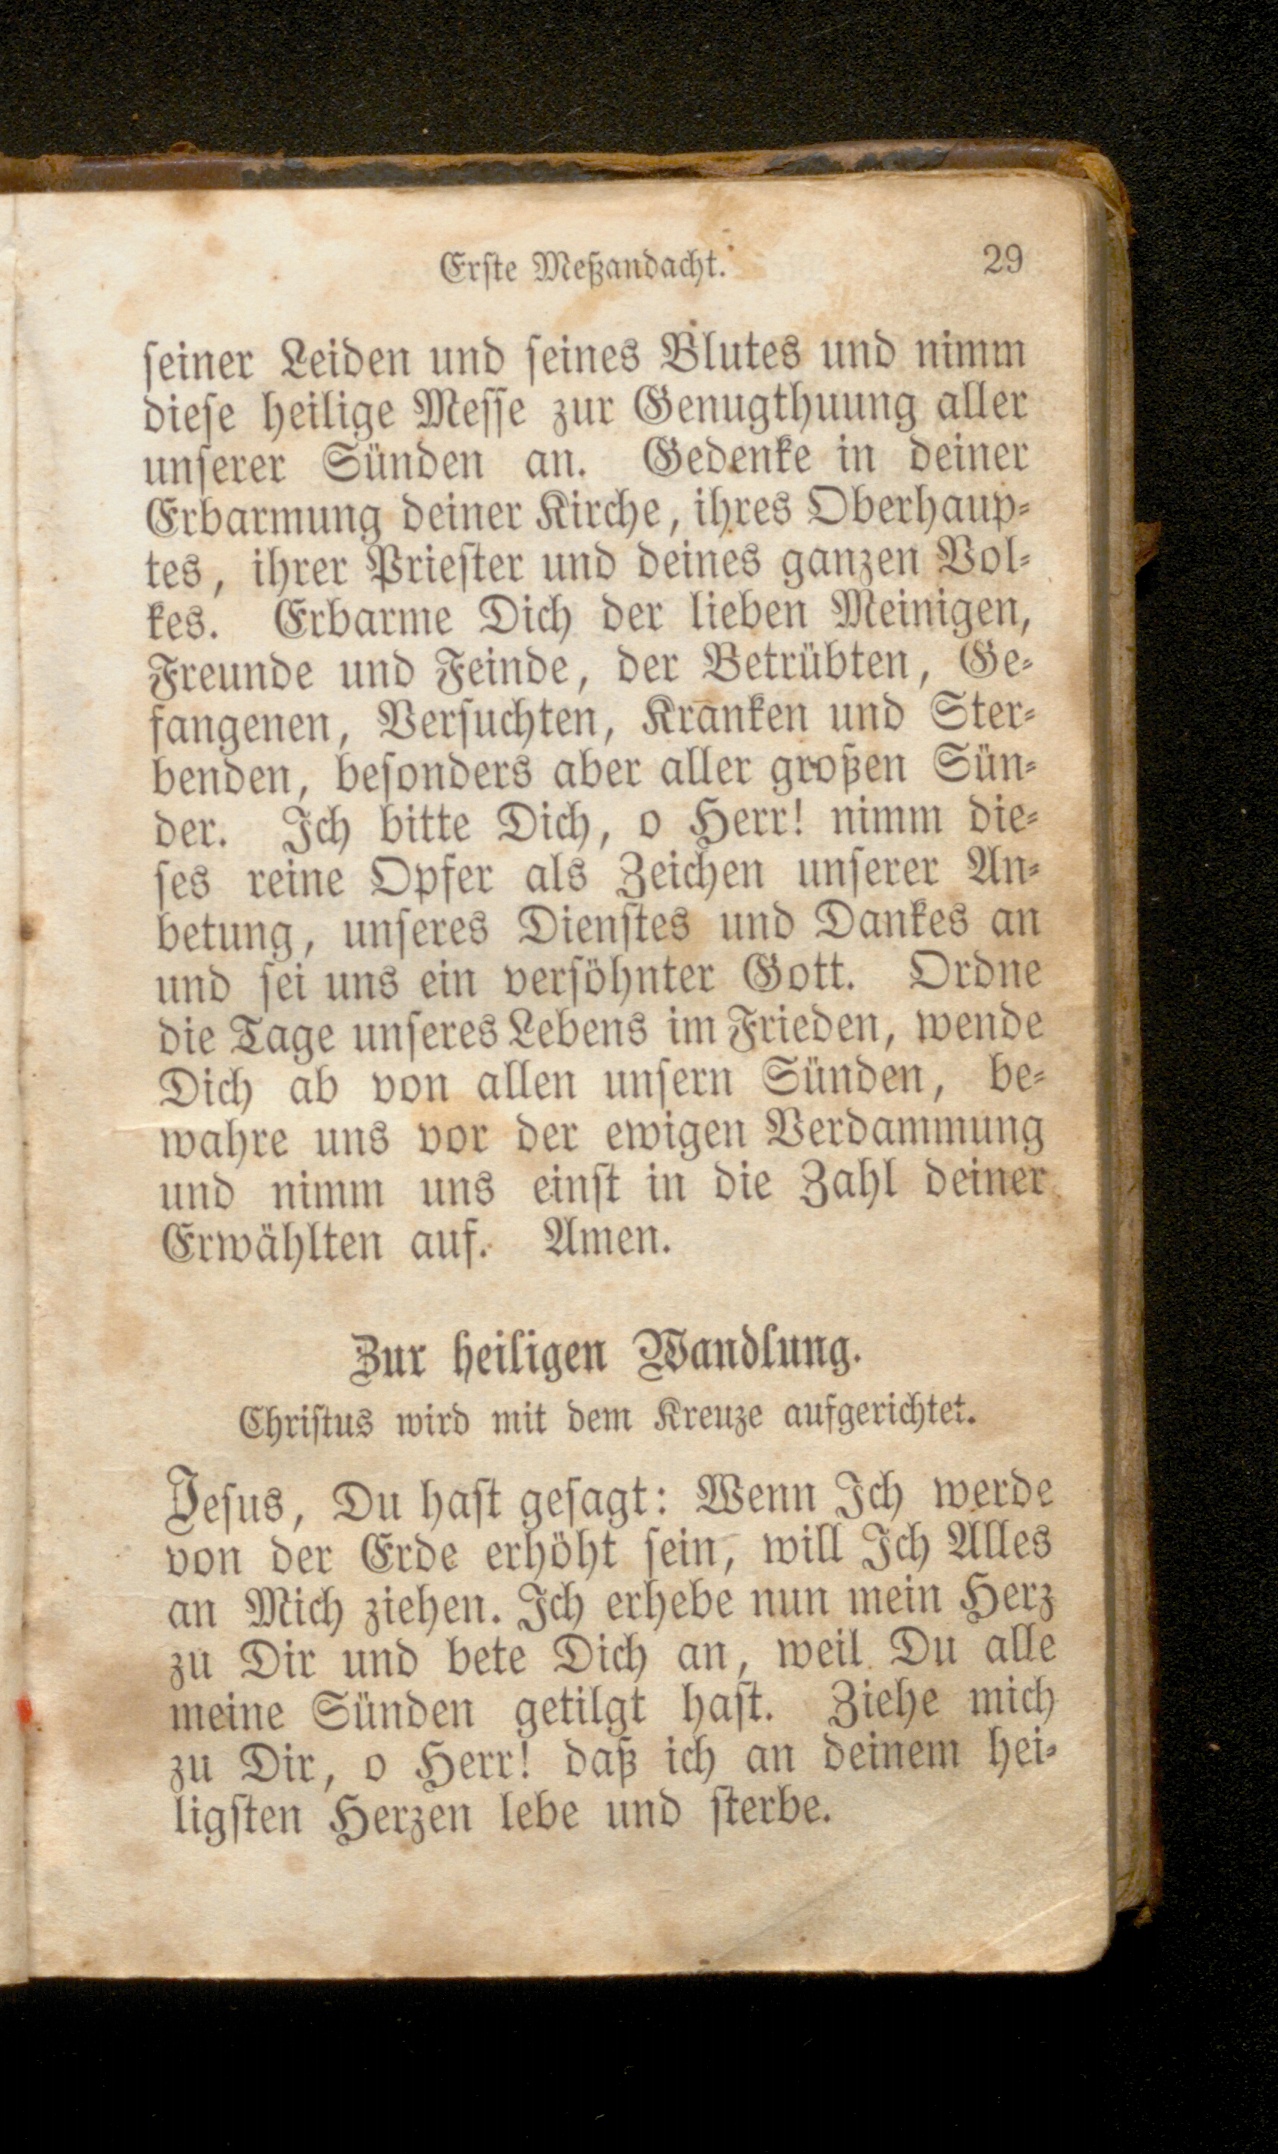 Erste Meßandacht. 29
seiner Leiden und seines Blutes und nimm
diese heilige Messe zur Genugthuung aller
unserer Sünden an. Gedenke in deiner
Erbarmung deiner Kirche, ihres Oberhaup-
tes, ihrer Priester und deines ganzen Vol-
kes. Erbarme Dich der lieben Meinigen,
Freunde und Feinde, der Betrübten, Ge-
fangenen, Versuchten, Kranken und Ster-
benden, besonders aber aller großen Sün-
der. Ich bitte Dich, o Herr! nimm die-
ses reine Opfer als Zeichen unserer An-
betung, unseres Dienstes und Dankes an
und sei uns ein versöhnter Gott. Ordne
die Tage unseres Lebens im Frieden, wende
Dich ab von allen unsern Sünden, be-
wahre uns vor der ewigen Verdammung
und nimm uns einst in die Zahl deiner
Erwählten auf. Amen.
Zur heiligen Wandlung.
Christus wird mit dem Kreuze aufgerichtet.
Jesus, Du hast gesagt: Wenn Ich werde
von der Erde erhöht sein, will Ich Alles
an Mich ziehen. Ich erhebe nun mein Herz
zu Dir und bete Dich an, weil Du alle
meine Sünden getilgt hast. Ziehe mich
zu Dir, o Herr! daß ich an deinem hei-
ligsten Herzen lebe und sterbe.